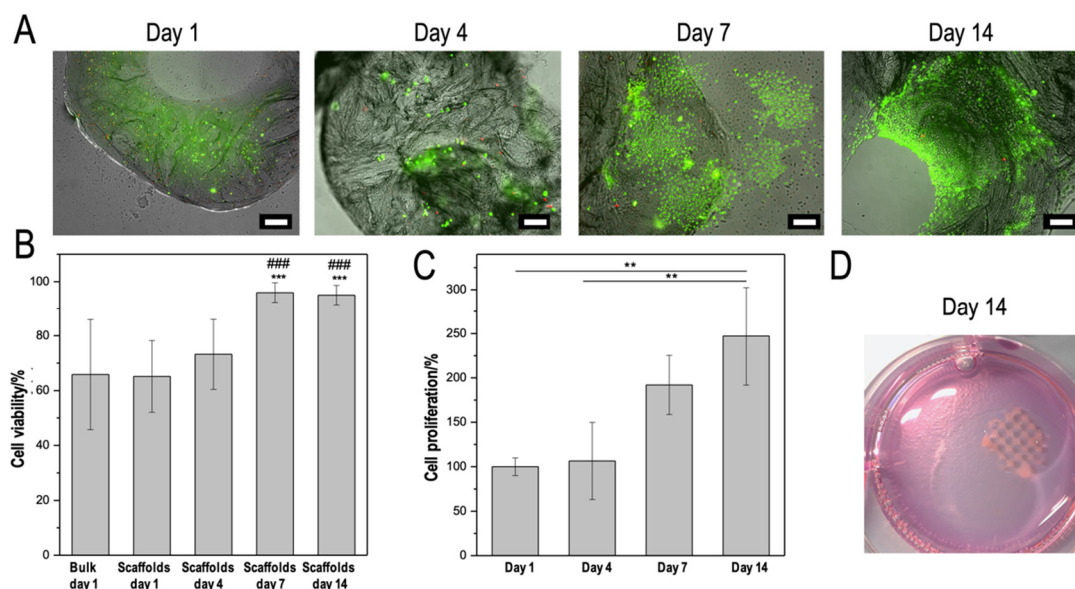 A
Day 1
Day 4
Day 7
Day 14
B
Cell viability/%
100
80
60
40
20
0
###
***
###
***
Bulk
day 1
Scaffolds
day 1
Scaffolds
day 4
Scaffolds
day 7
Scaffolds
day 14
C
Cell proliferation/%
300
250
200
150
100
50
0
**
**
Day 1
Day 4
Day 7
Day 14
D
Day 14